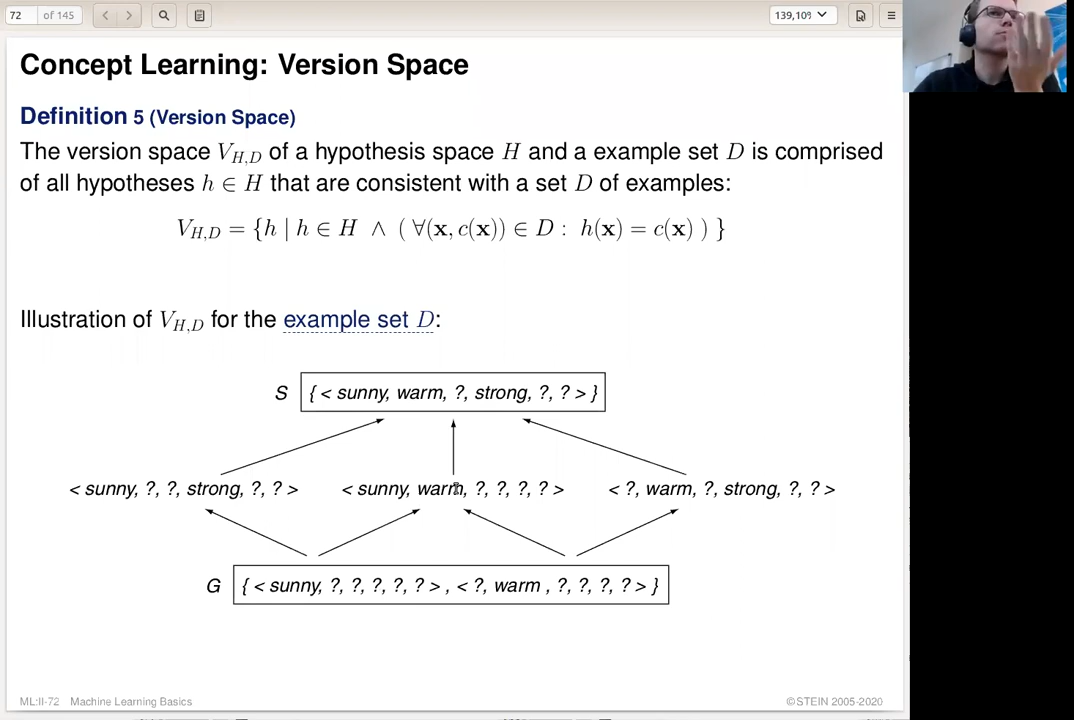 72 of 145 139,10%
Concept Learning: Version Space
Definition 5 (Version Space)
The version space V_{H,D} of a hypothesis space H and a example set D is comprised
of all hypotheses h ∈ H that are consistent with a set D of examples:
V_{H,D} = {h | h ∈ H ∧ ( ∀(x, c(x)) ∈ D : h(x) = c(x) ) }
Illustration of V_{H,D} for the example set D:
S { < sunny, warm, ?, strong, ?, ? > }
< sunny, ?, ?, strong, ?, ? > < sunny, warm, ?, ?, ?, ? > < ?, warm, ?, strong, ?, ? >
G { < sunny, ?, ?, ?, ?, ? > , < ?, warm , ?, ?, ?, ? > }
ML:II-72 Machine Learning Basics ©STEIN 2005-2020